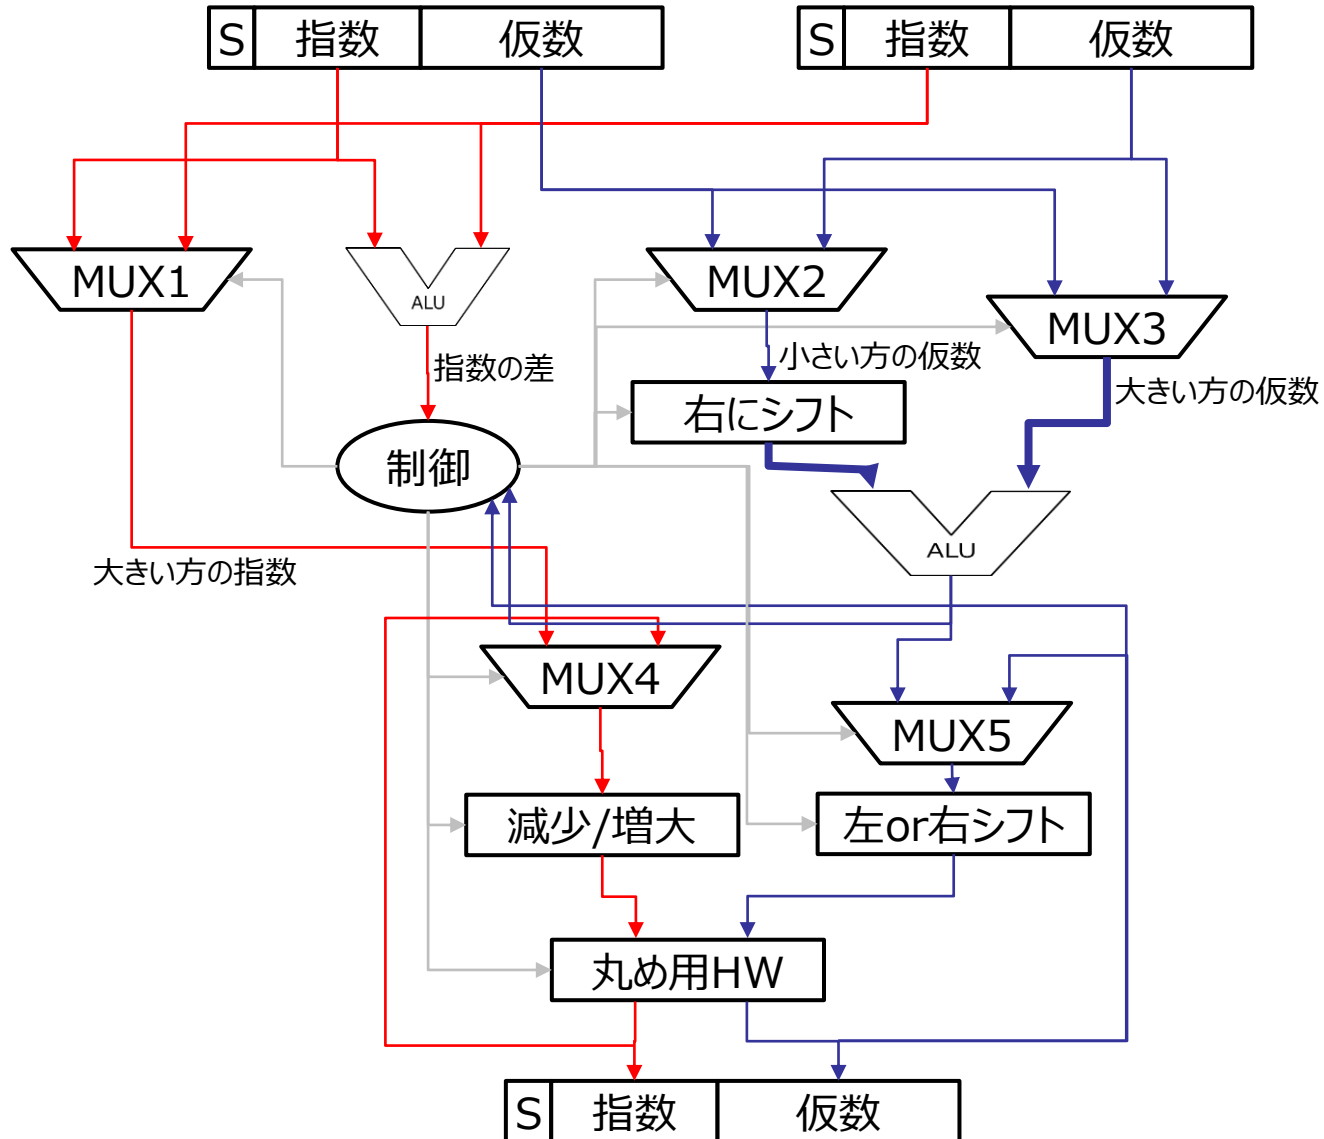 S 指数 仮数
S 指数 仮数
MUX1
ALU
MUX2
MUX3
指数の差
小さい方の仮数
大きい方の仮数
右にシフト
制御
ALU
大きい方の指数
MUX4
MUX5
減少/増大
左or右シフト
丸め用HW
S 指数 仮数